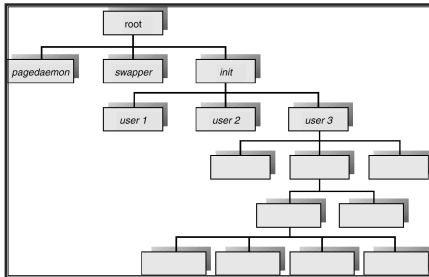 root
pagedaemon
swapper
init
user 1
user 2
user 3